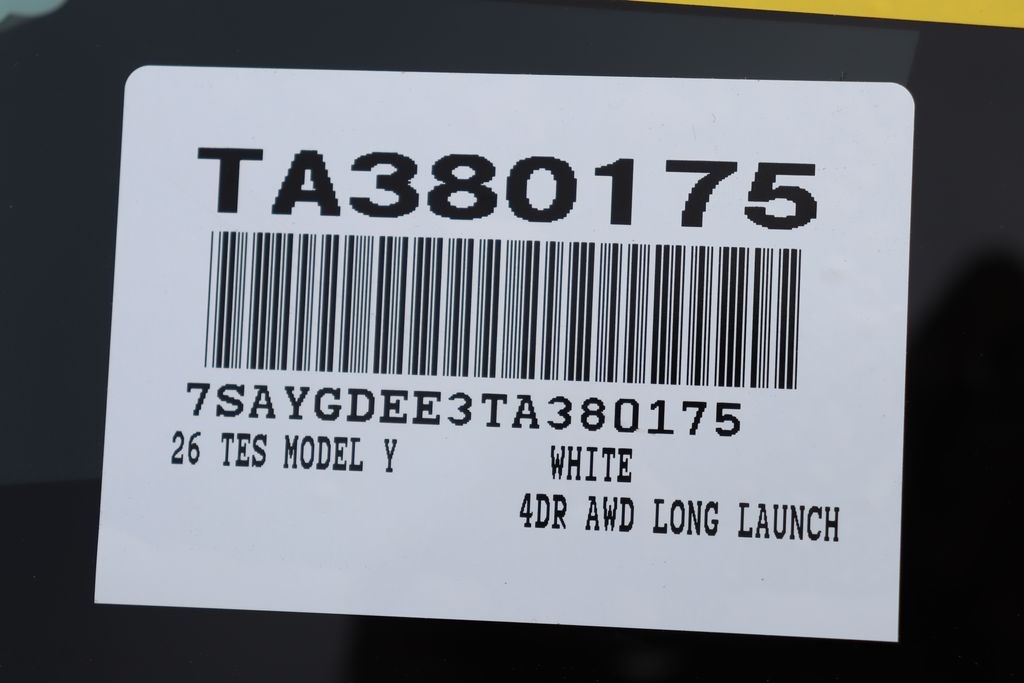 TA380175
7SAYGDEE3TA380175
26 TES MODEL Y WHITE
4DR AWD LONG LAUNCH